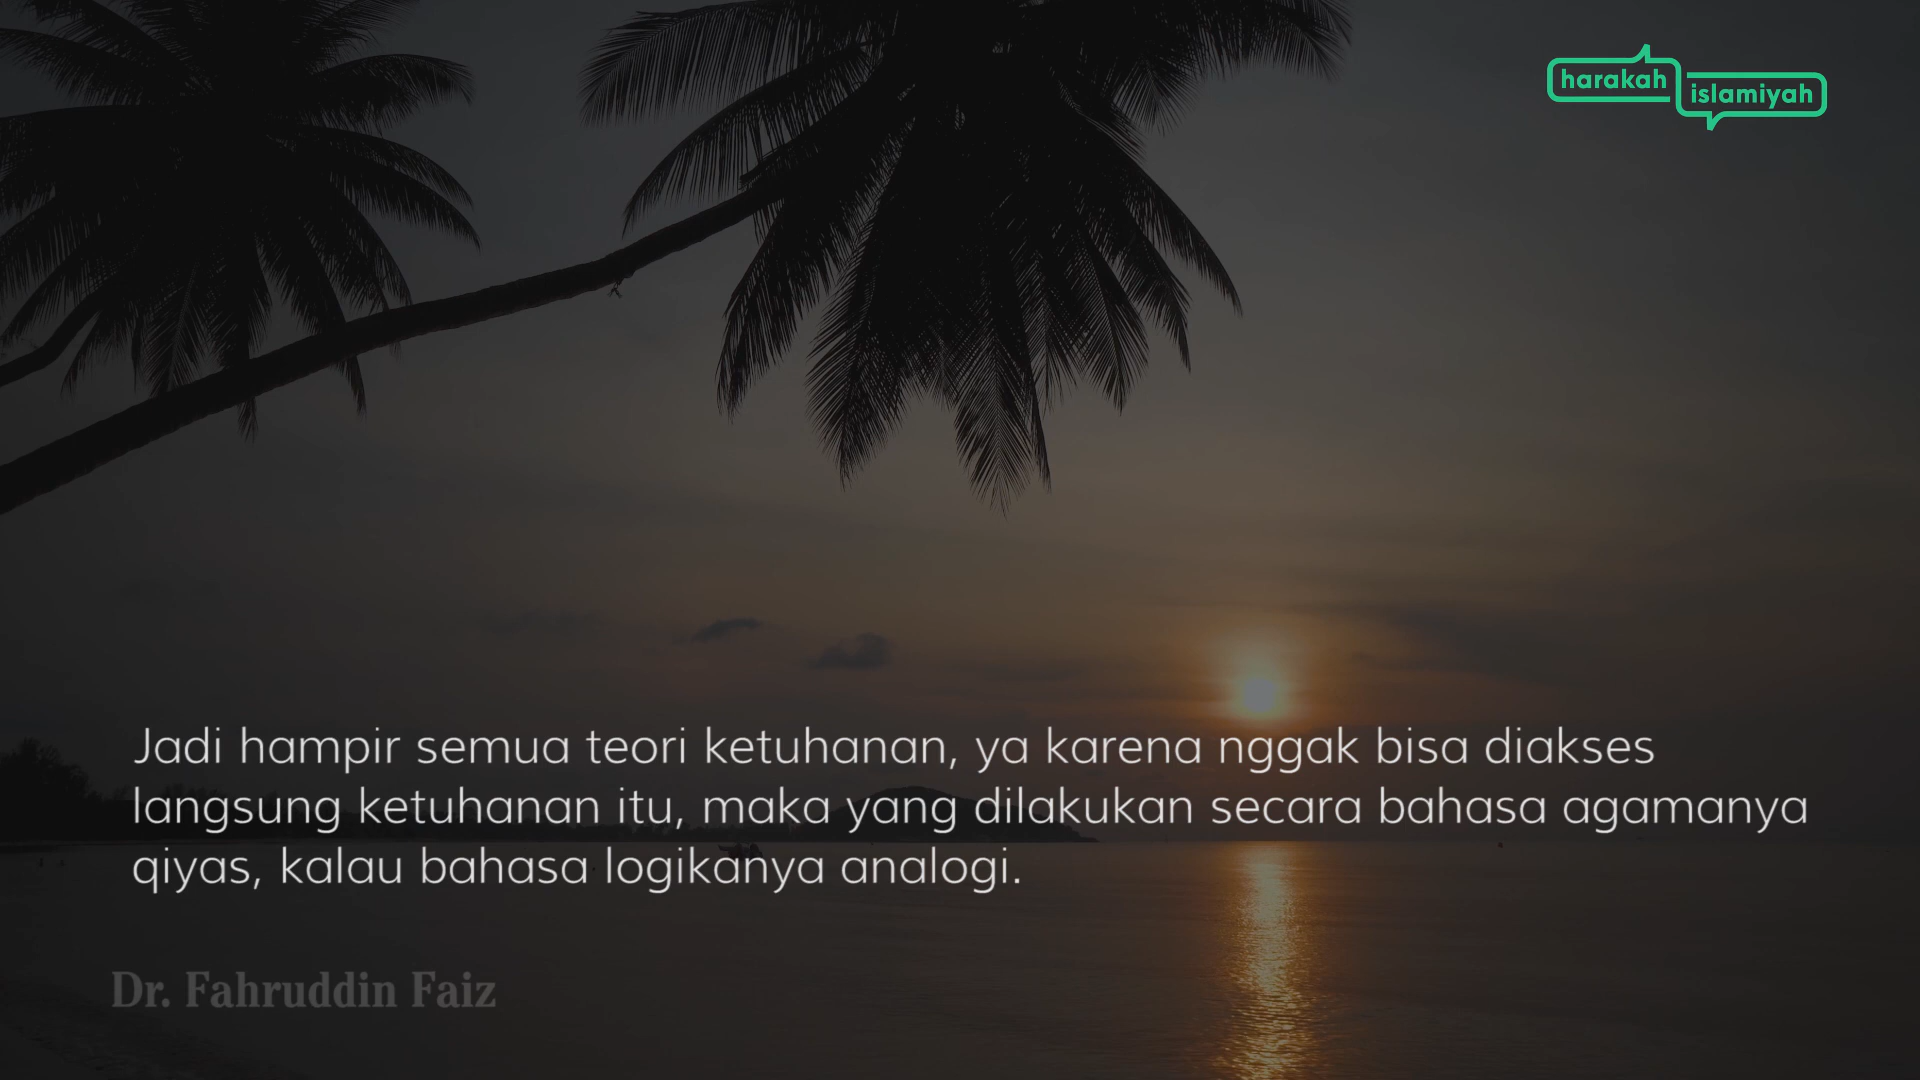 harakah
islamiyah
Jadi hampir semua teori ketuhanan, ya karena nggak bisa diakses
langsung ketuhanan itu, maka yang dilakukan secara bahasa agamanya
qiyas, kalau bahasa logikanya analogi.
Dr. Fahruddin Faiz